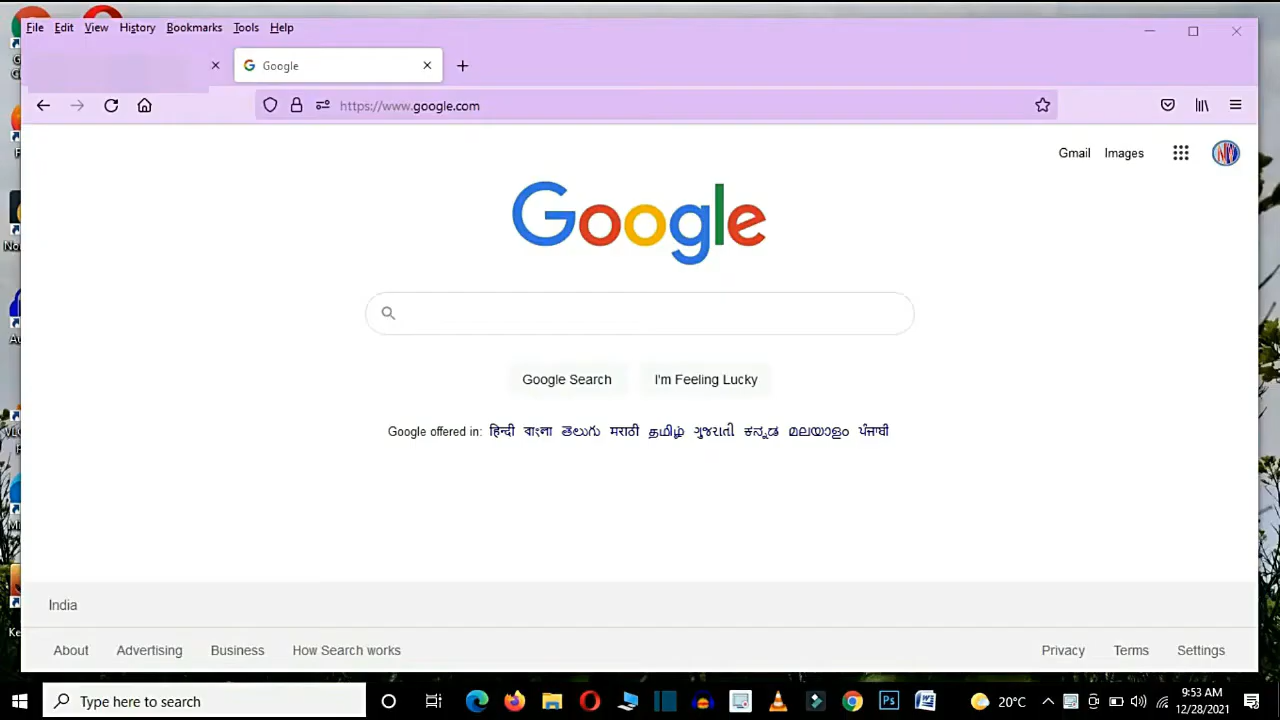 File Edit View History Bookmarks Tools Help
Google
https://www.google.com
Gmail Images
Google
Google Search I'm Feeling Lucky
Google offered in: हिन्दी বাংলা తెలుగు मराठी தமிழ் ગુજરાતી ಕನ್ನಡ മലയാളം ਪੰਜਾਬੀ
India
About Advertising Business How Search works Privacy Terms Settings
Type here to search
Ps
20°C
9:53 AM
12/28/2021